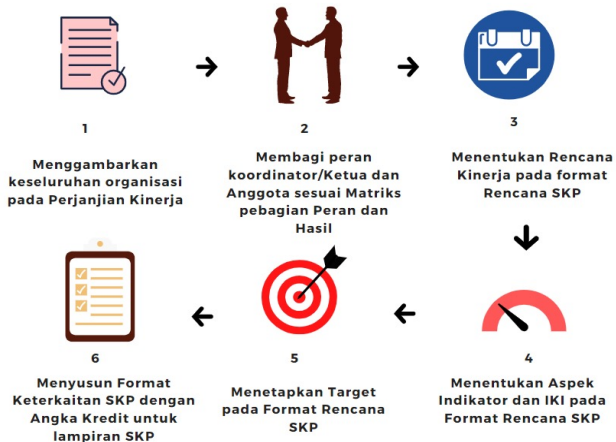 1
Menggambarkan
keseluruhan organisasi
pada Perjanjian Kinerja
2
Membagi peran
koordinator/Ketua dan
Anggota sesuai Matriks
pebagian Peran dan
Hasil
3
Menentukan Rencana
Kinerja pada format
Rencana SKP
4
Menentukan Aspek
Indikator dan IKI pada
Format Rencana SKP
5
Menetapkan Target
pada Format Rencana
SKP
6
Menyusun Format
Keterkaitan SKP dengan
Angka Kredit untuk
lampiran SKP